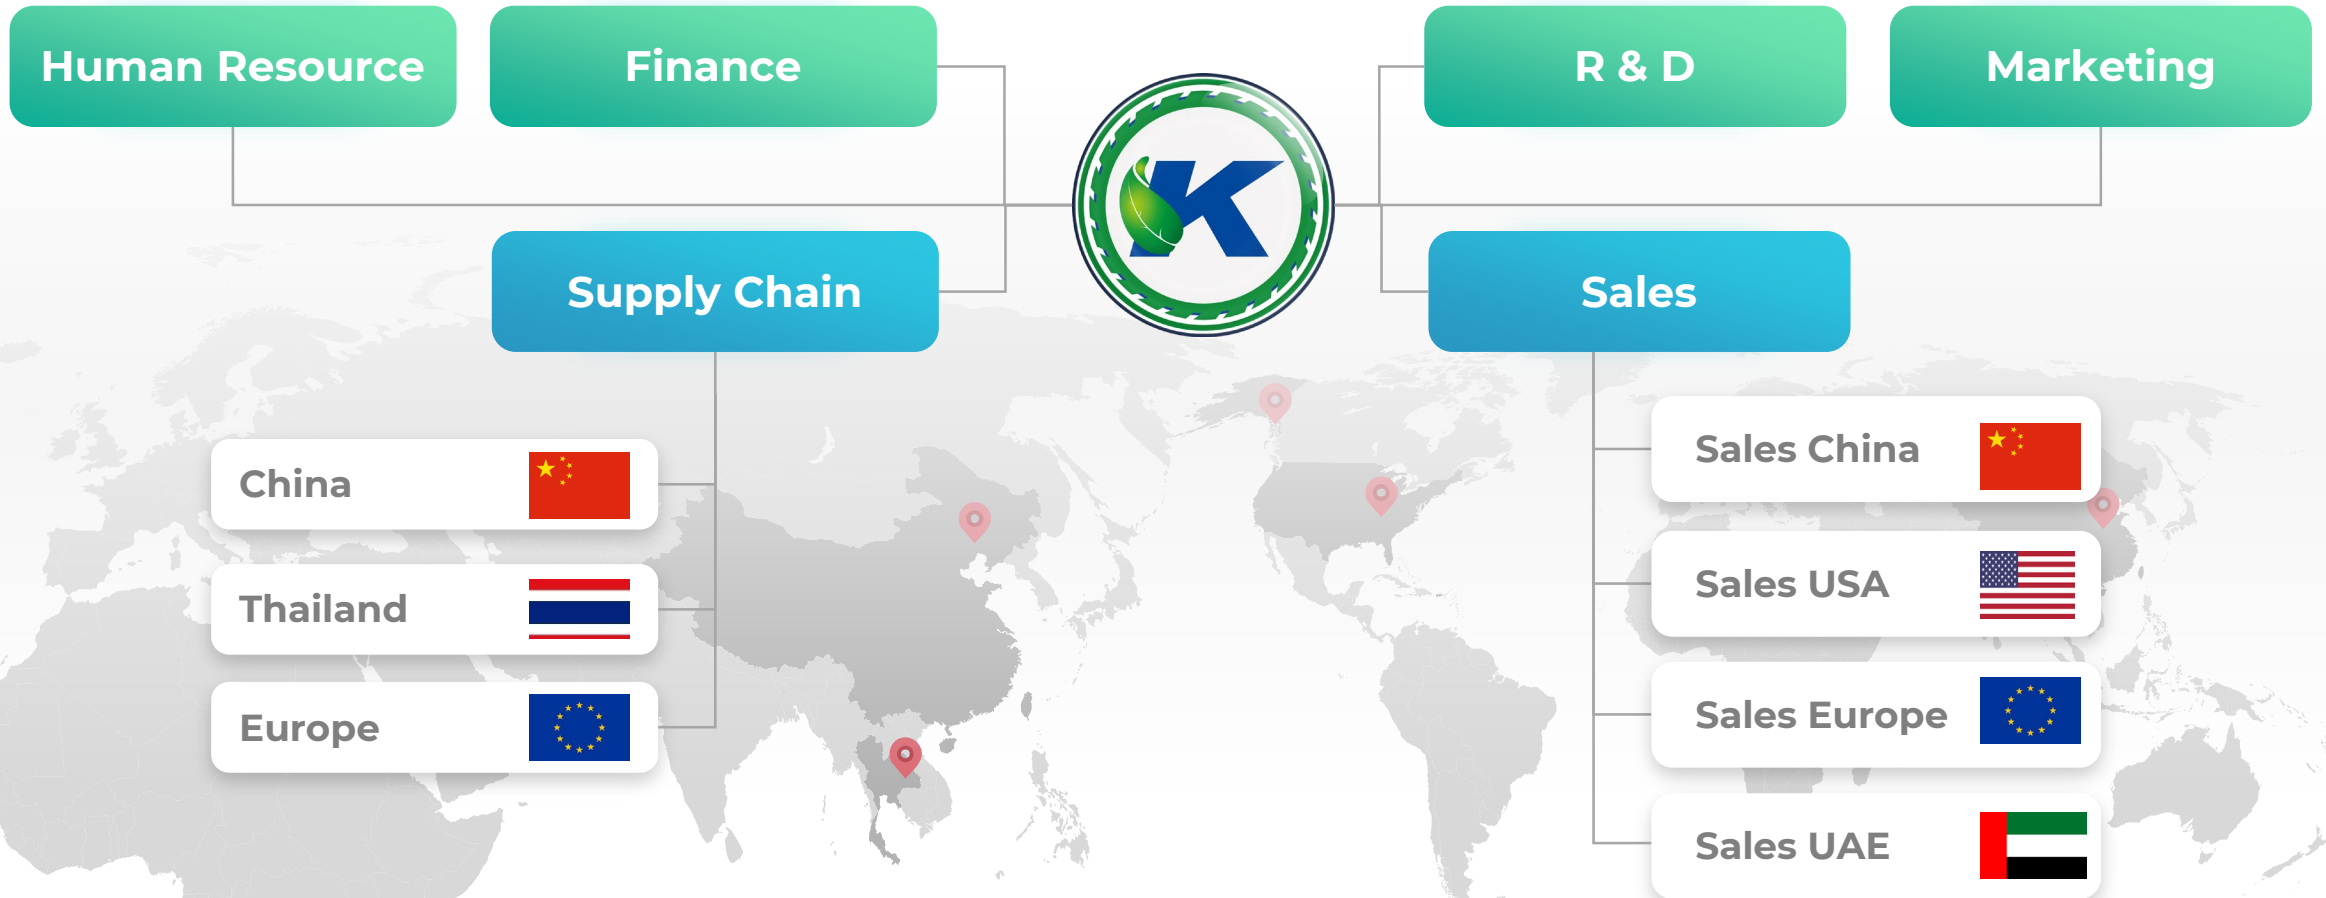 Human Resource
Finance
R & D
Marketing
K
Supply Chain
Sales
China
Thailand
Europe
Sales China
Sales USA
Sales Europe
Sales UAE